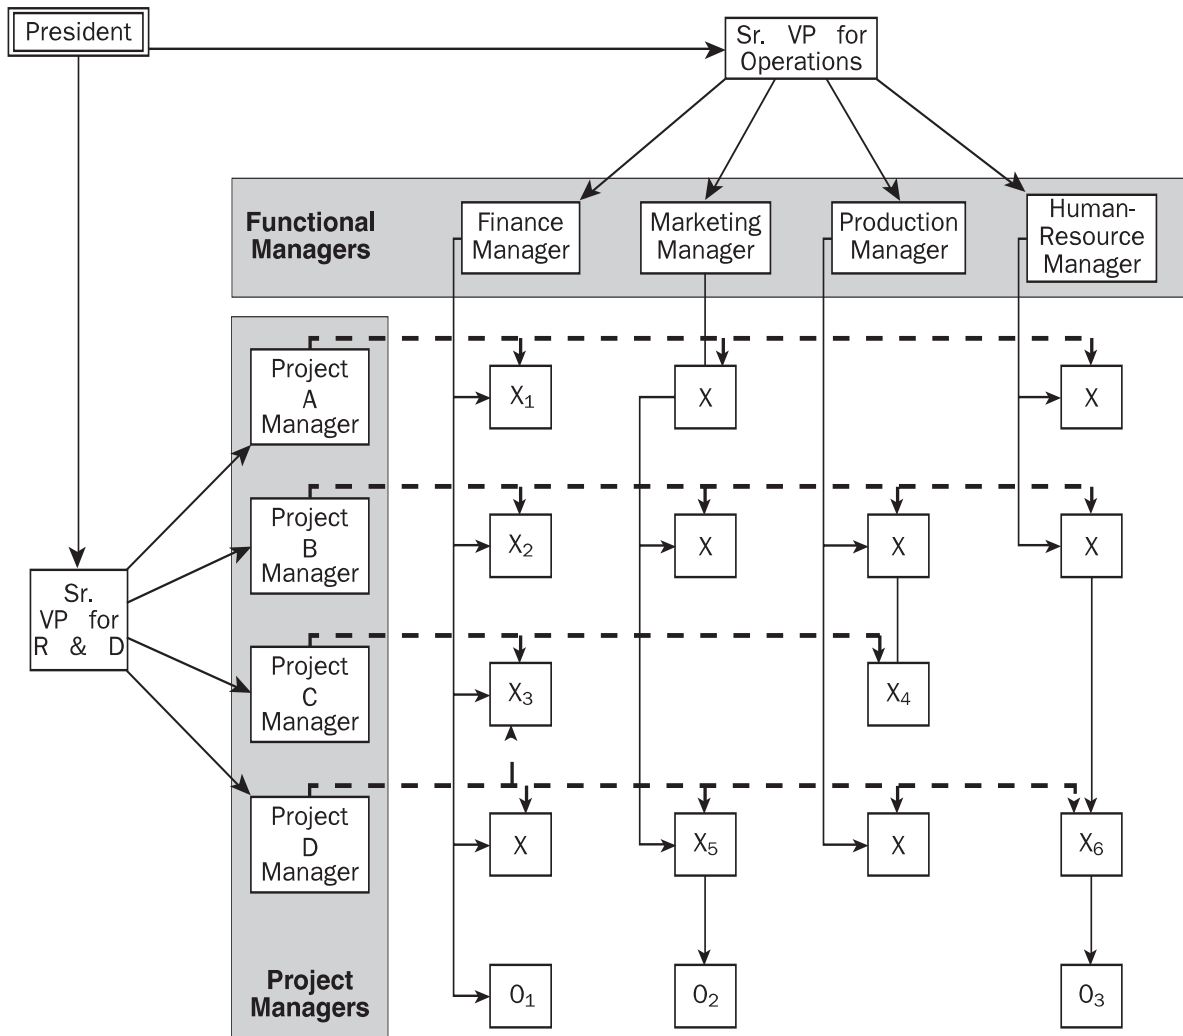 President
Sr. VP for
Operations
Functional
Managers
Finance
Manager
Marketing
Manager
Production
Manager
Human-
Resource
Manager
Project
A
Manager
X₁
X
X
Project
B
Manager
X₂
X
X
X
Sr.
VP for
R & D
Project
C
Manager
X₃
X₄
Project
D
Manager
X
X₅
X
X₆
Project
Managers
O₁
O₂
O₃